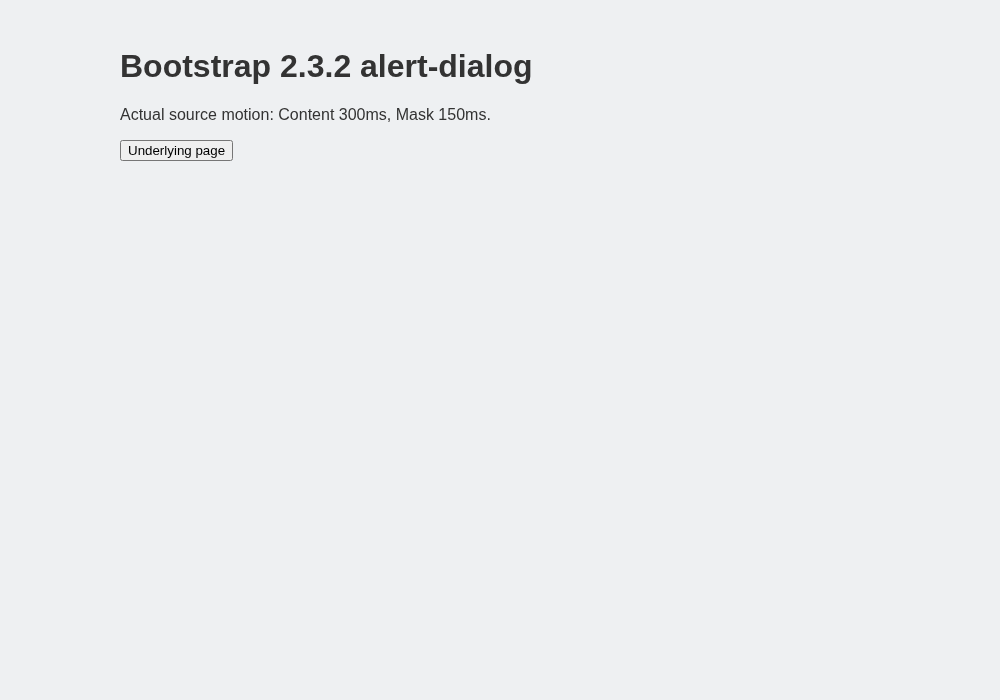 Bootstrap 2.3.2 alert-dialog
Actual source motion: Content 300ms, Mask 150ms.
Underlying page